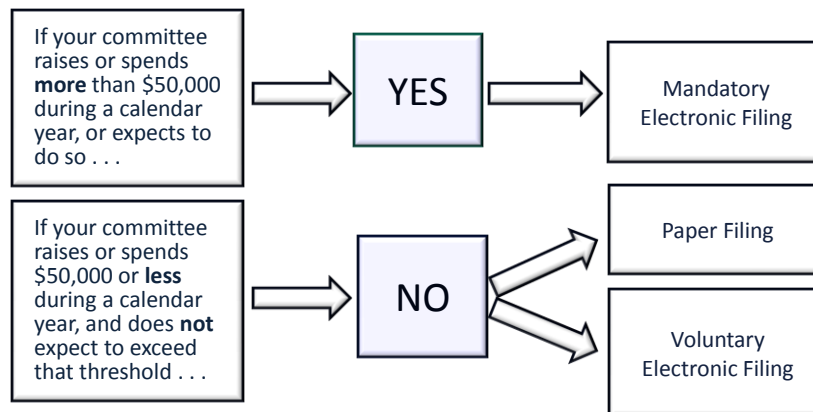 If your committee
raises or spends
more than $50,000
during a calendar
year, or expects to
do so . . .
YES
Mandatory
Electronic Filing
If your committee
raises or spends
$50,000 or less
during a calendar
year, and does not
expect to exceed
that threshold . . .
NO
Paper Filing
Voluntary
Electronic Filing